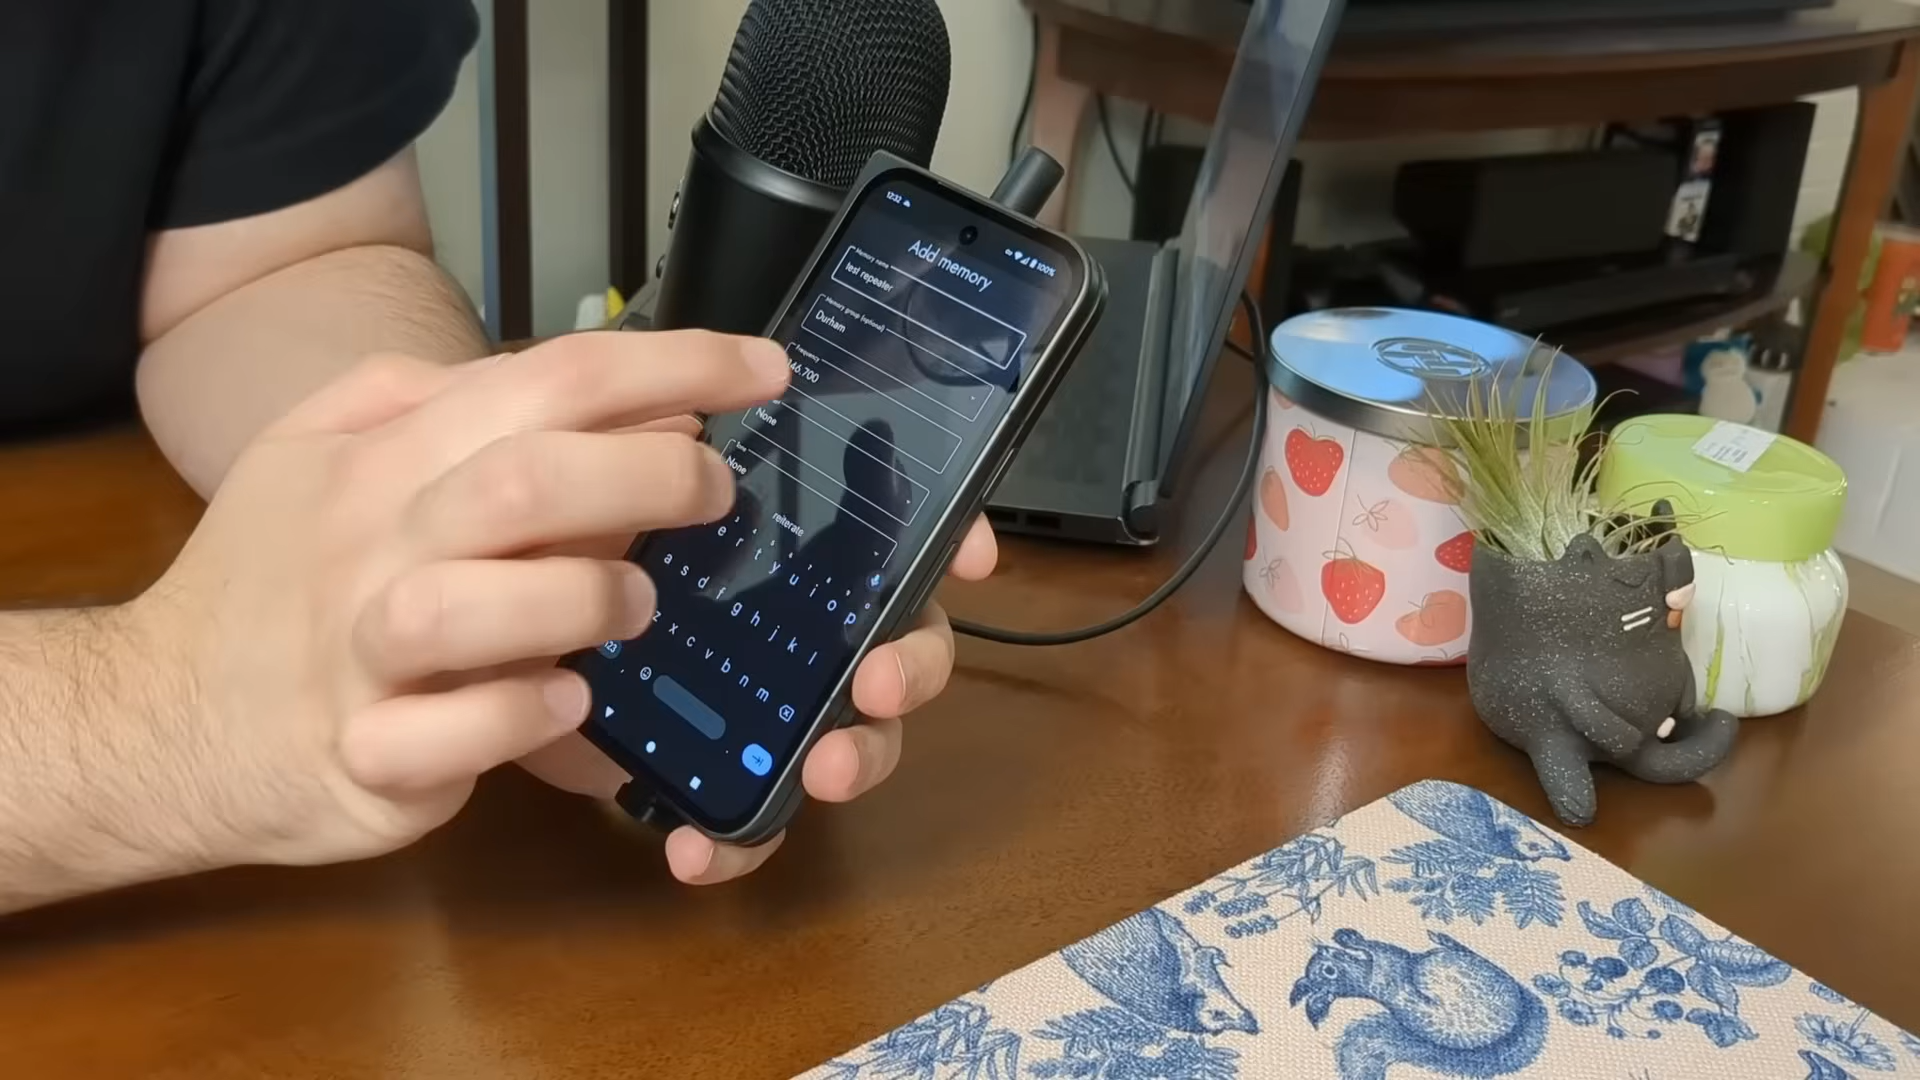 12:32
100%
Add memory
Memory name
test repeater
Memory group (optional)
Durham
Frequency
146.700
None
Tone
None
reiterate
e r t y u i o p
a s d f g h j k l
z x c v b n m